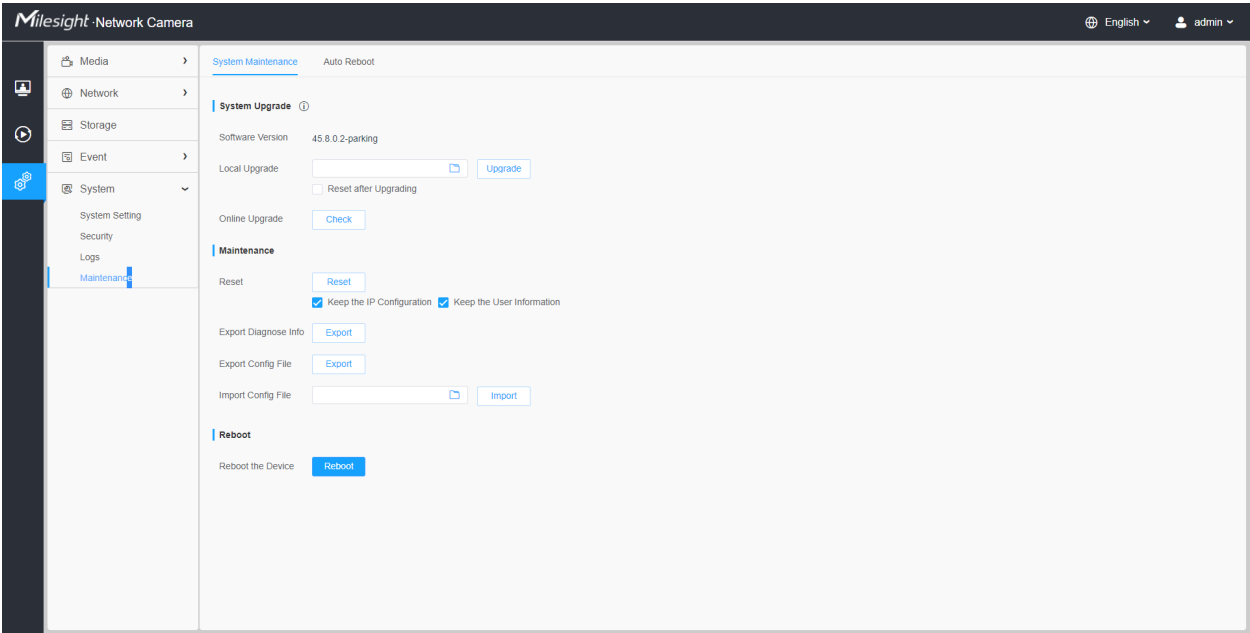 Milesight ·Network Camera
English
admin
Media
Network
Storage
Event
System
System Setting
Security
Logs
Maintenance
System Maintenance
Auto Reboot
System Upgrade
Software Version 45.8.0.2-parking
Local Upgrade
Upgrade
Reset after Upgrading
Online Upgrade
Check
Maintenance
Reset
Reset
Keep the IP Configuration
Keep the User Information
Export Diagnose Info
Export
Export Config File
Export
Import Config File
Import
Reboot
Reboot the Device
Reboot